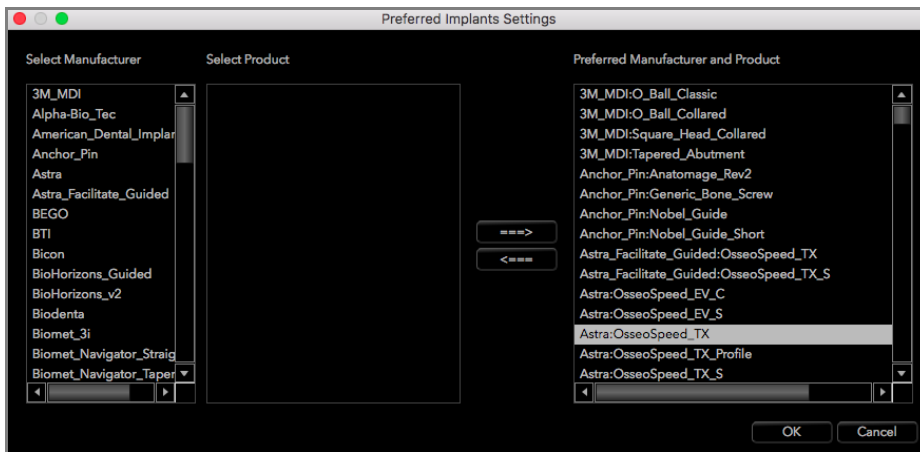 Preferred Implants Settings
Select Manufacturer
Select Product
Preferred Manufacturer and Product
3M_MDI
Alpha-Bio_Tec
American_Dental_Implar
Anchor_Pin
Astra
Astra_Facilitate_Guided
BEGO
BTI
Bicon
BioHorizons_Guided
BioHorizons_v2
Biodenta
Biomet_3i
Biomet_Navigator_Straig
Biomet_Navigator_Taper
===>
<===
3M_MDI:O_Ball_Classic
3M_MDI:O_Ball_Collared
3M_MDI:Square_Head_Collared
3M_MDI:Tapered_Abutment
Anchor_Pin:Anatomage_Rev2
Anchor_Pin:Generic_Bone_Screw
Anchor_Pin:Nobel_Guide
Anchor_Pin:Nobel_Guide_Short
Astra_Facilitate_Guided:OsseoSpeed_TX
Astra_Facilitate_Guided:OsseoSpeed_TX_S
Astra:OsseoSpeed_EV_C
Astra:OsseoSpeed_EV_S
Astra:OsseoSpeed_TX
Astra:OsseoSpeed_TX_Profile
Astra:OsseoSpeed_TX_S
OK
Cancel